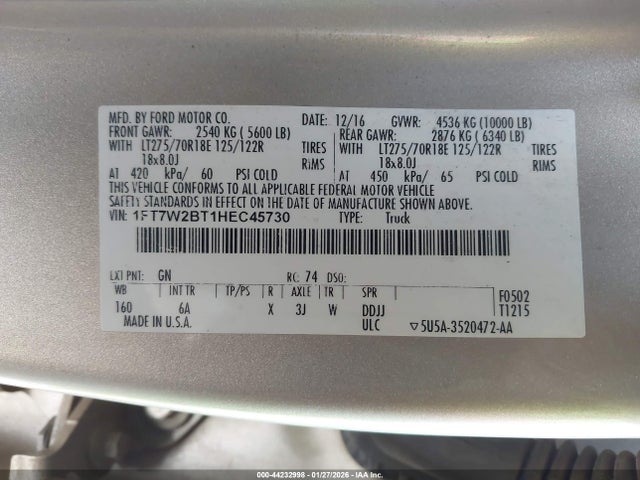 MFD. BY FORD MOTOR CO.
DATE: 12/16 GVWR: 4536 KG (10000 LB)
FRONT GAWR: 2540 KG ( 5600 LB) REAR GAWR: 2876 KG ( 6340 LB)
WITH LT275/70R18E 125/122R TIRES WITH LT275/70R18E 125/122R TIRES
18x8.0J RIMS 18x8.0J RIMS
AT 420 kPa/ 60 PSI COLD AT 450 kPa/ 65 PSI COLD
THIS VEHICLE CONFORMS TO ALL APPLICABLE FEDERAL MOTOR VEHICLE
SAFETY STANDARDS IN EFFECT ON THE DATE OF MANUFACTURE SHOWN ABOVE.
VIN: 1FT7W2BT1HEC45730 TYPE: Truck
EXT PNT: GN RC: 74 DSO:
WB INT TR TP/PS R AXLE TR SPR
160 6A X 3J W DDJJ
F0502
T1215
MADE IN U.S.A. ULC ▽5U5A-3520472-AA
000-44232998 - 01/27/2026 - IAAI